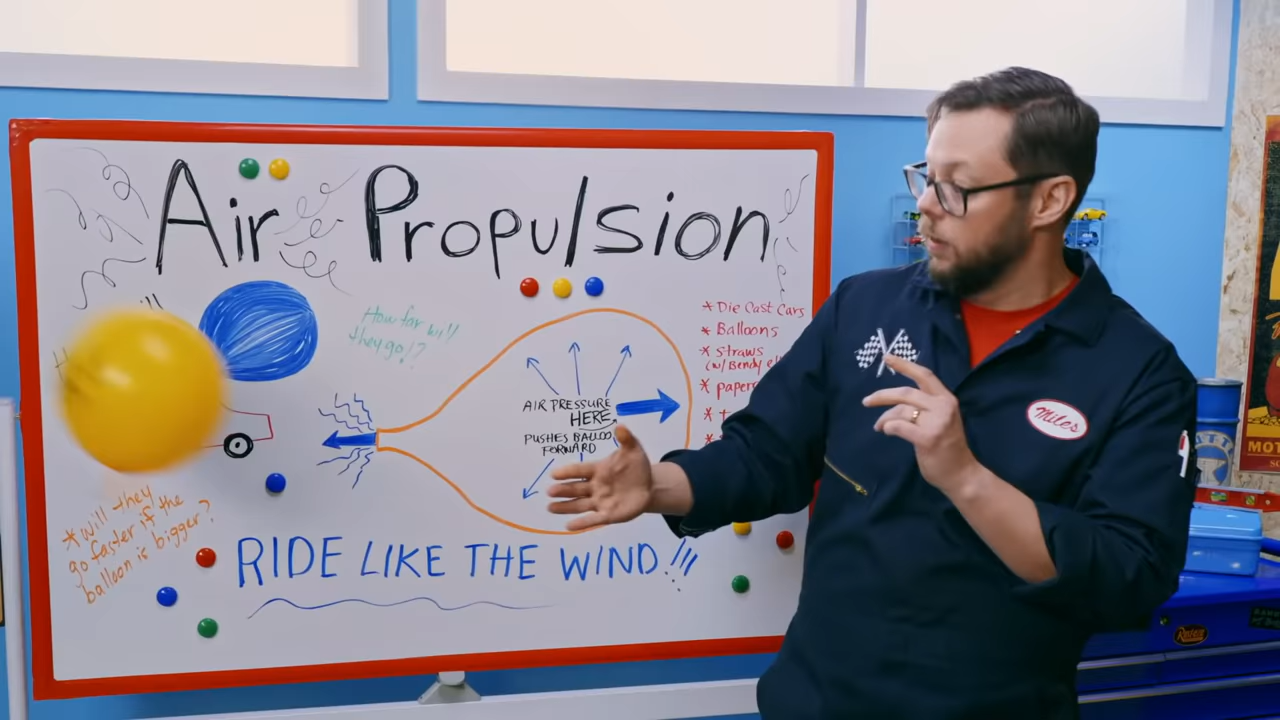 Air Propulsion
How far will
they go!?
* Die Cast Cars
* Balloons
* straws
(w/ Bendy
* paper
AIR PRESSURE
HERE
PUSHES
FORWARD
* will they
go faster if the
balloon is bigger?
RIDE LIKE THE WIND!!!
Miles